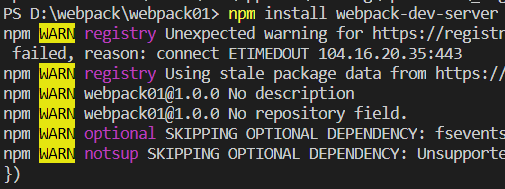 PS D:\webpack\webpack01> npm install webpack-dev-server
npm WARN registry Unexpected warning for https://registr
failed, reason: connect ETIMEDOUT 104.16.20.35:443
npm WARN registry Using stale package data from https://
npm WARN webpack01@1.0.0 No description
npm WARN webpack01@1.0.0 No repository field.
npm WARN optional SKIPPING OPTIONAL DEPENDENCY: fsevents
npm WARN notsup SKIPPING OPTIONAL DEPENDENCY: Unsupporte
})